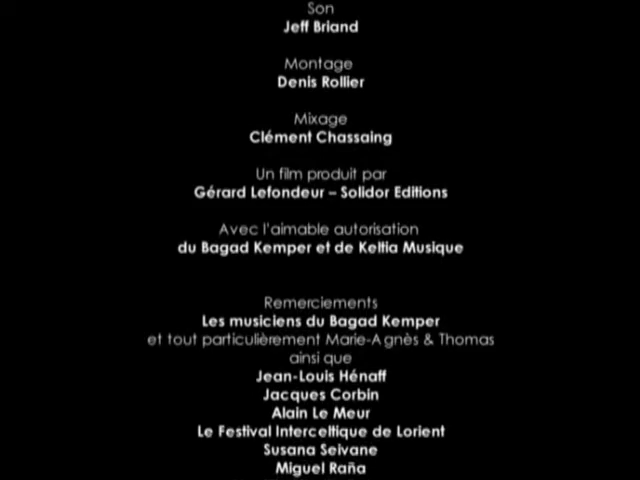 Son
Jeff Briand
Montage
Denis Rollier
Mixage
Clément Chassaing
Un film produit par
Gérard Lefondeur – Solidor Editions
Avec l'aimable autorisation
du Bagad Kemper et de Keltia Musique
Remerciements
Les musiciens du Bagad Kemper
et tout particulièrement Marie-Agnès & Thomas
ainsi que
Jean-Louis Hénaff
Jacques Corbin
Alain Le Meur
Le Festival Interceltique de Lorient
Susana Seivane
Miguel Raña